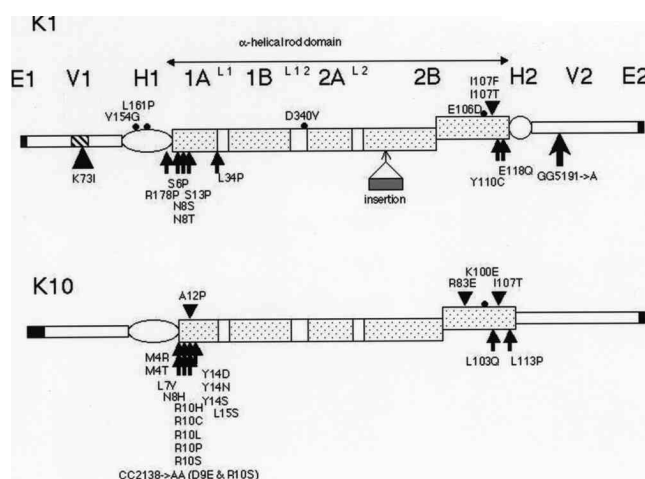 K1
α-helical rod domain
E1 V1 H1 1A L1 1B L12 2A L2 2B H2 V2 E2
I107F
I107T
L161P
Y154G
D340V
E106D
K73I
R178P
S6P
N8S
N8T
S13P
L34P
insertion
Y110C
E118Q
GG5191->A
K10
A12P
K100E
R83E
I107T
M4R
M4T
L7V
N8H
R10H
R10C
R10L
R10P
R10S
Y14D
Y14N
Y14S
L15S
L103Q
L113P
CC2138->AA (D9E & R10S)